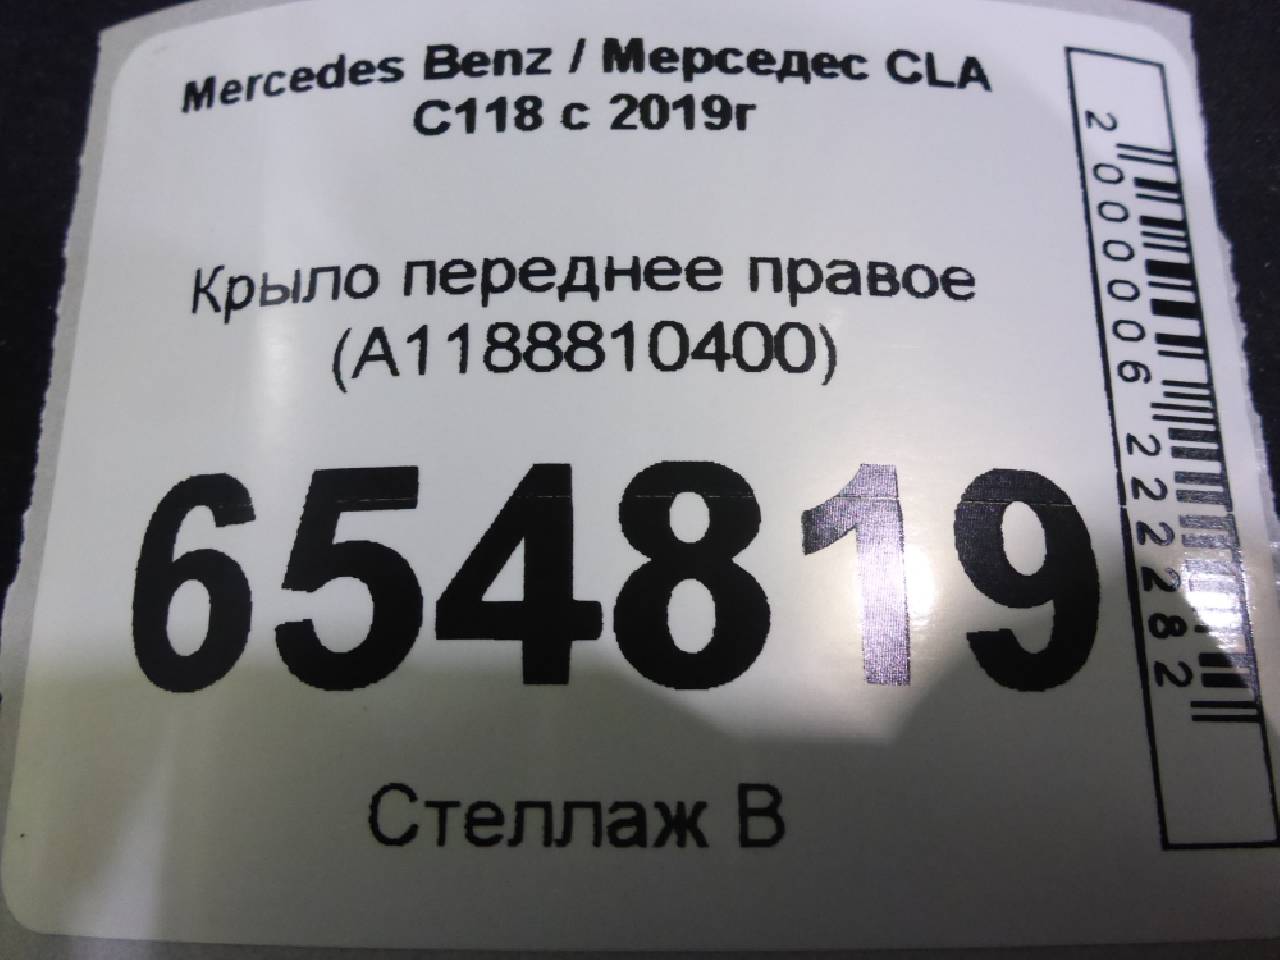 Mercedes Benz / Мерседес CLA
C118 с 2019г
Крыло переднее правое
(A1188810400)
654819
Стеллаж В
2000006222282